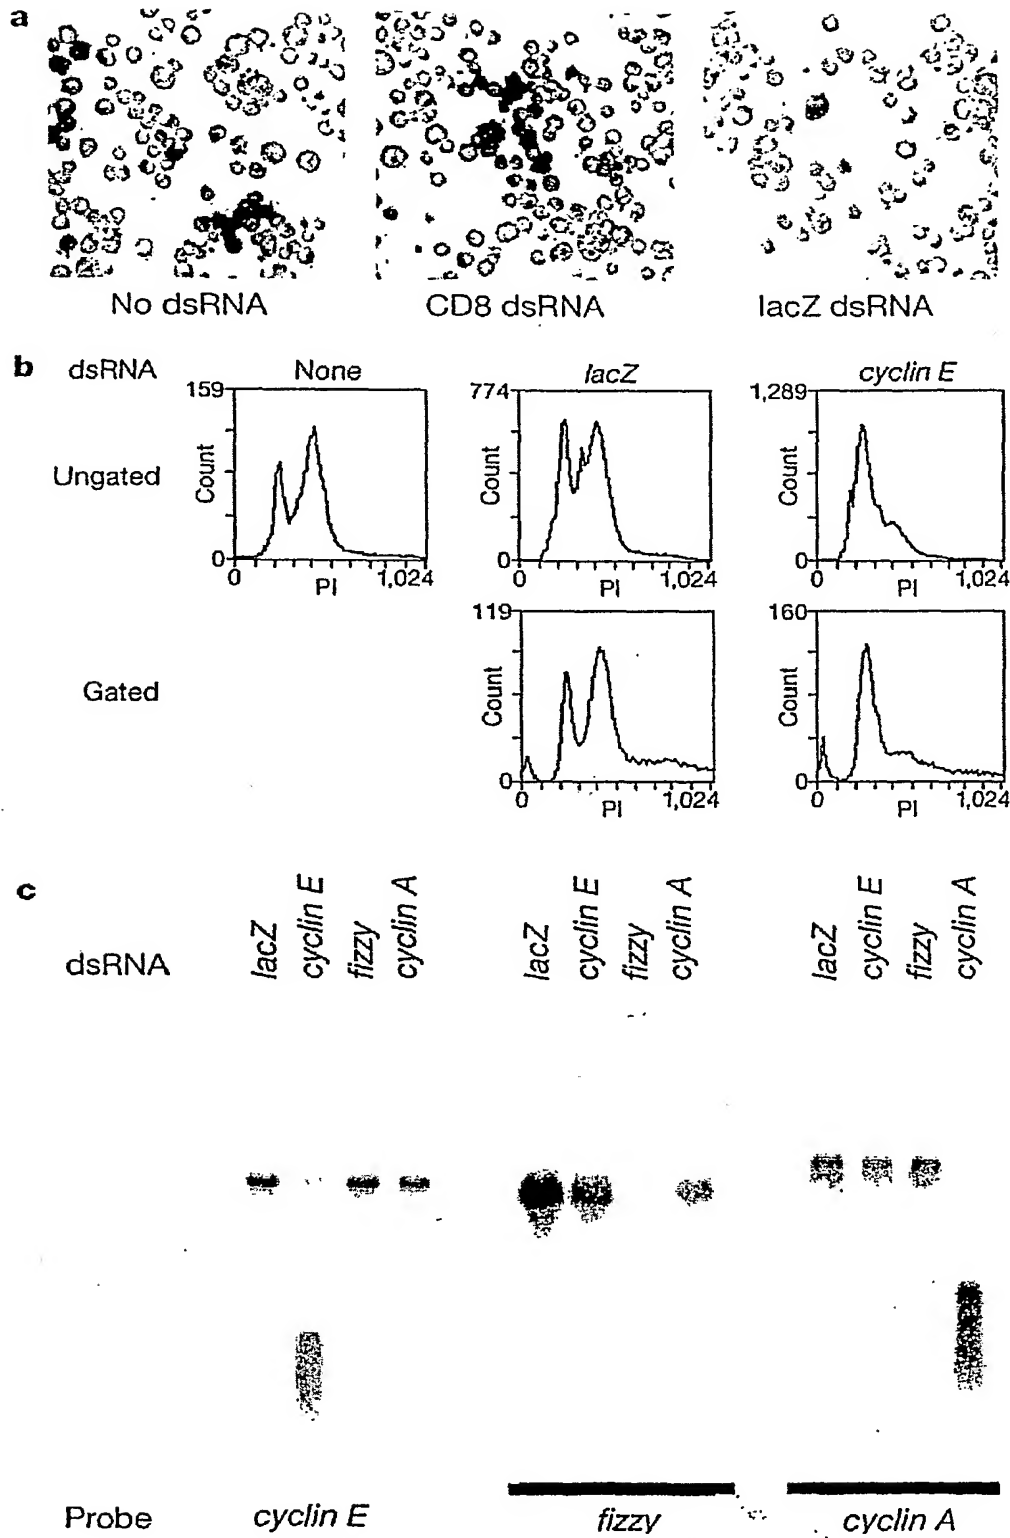 a
No dsRNA CD8 dsRNA lacZ dsRNA
b dsRNA None lacZ cyclin E
159 774 1,289
Ungated Count Count Count
0 0 0
0 1,024 0 1,024 0 1,024
PI PI PI
119 160
Gated Count Count
0 0
0 1,024 0 1,024
PI PI
c
dsRNA lacZ cyclin E fizzy cyclin A lacZ cyclin E fizzy cyclin A lacZ cyclin E fizzy cyclin A
Probe cyclin E fizzy cyclin A